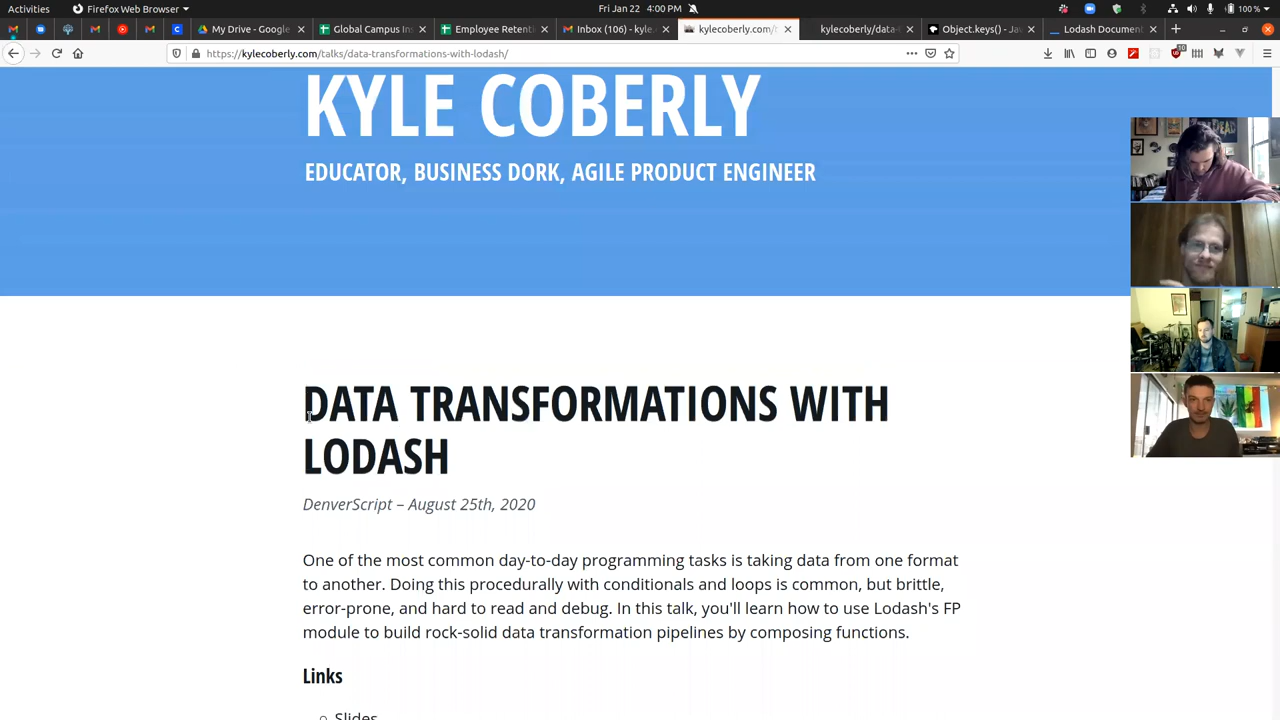 Activities
Firefox Web Browser
Fri Jan 22 4:00 PM
100 %
My Drive - Google
Global Campus Ins
Employee Retenti
Inbox (106) - kyle.
kylecoberly.com/t
kylecoberly/data-t
Object.keys() - Jav
Lodash Document
https://kylecoberly.com/talks/data-transformations-with-lodash/
KYLE COBERLY
EDUCATOR, BUSINESS DORK, AGILE PRODUCT ENGINEER
DATA TRANSFORMATIONS WITH
LODASH
DenverScript – August 25th, 2020
One of the most common day-to-day programming tasks is taking data from one format
to another. Doing this procedurally with conditionals and loops is common, but brittle,
error-prone, and hard to read and debug. In this talk, you'll learn how to use Lodash's FP
module to build rock-solid data transformation pipelines by composing functions.
Links
Slides